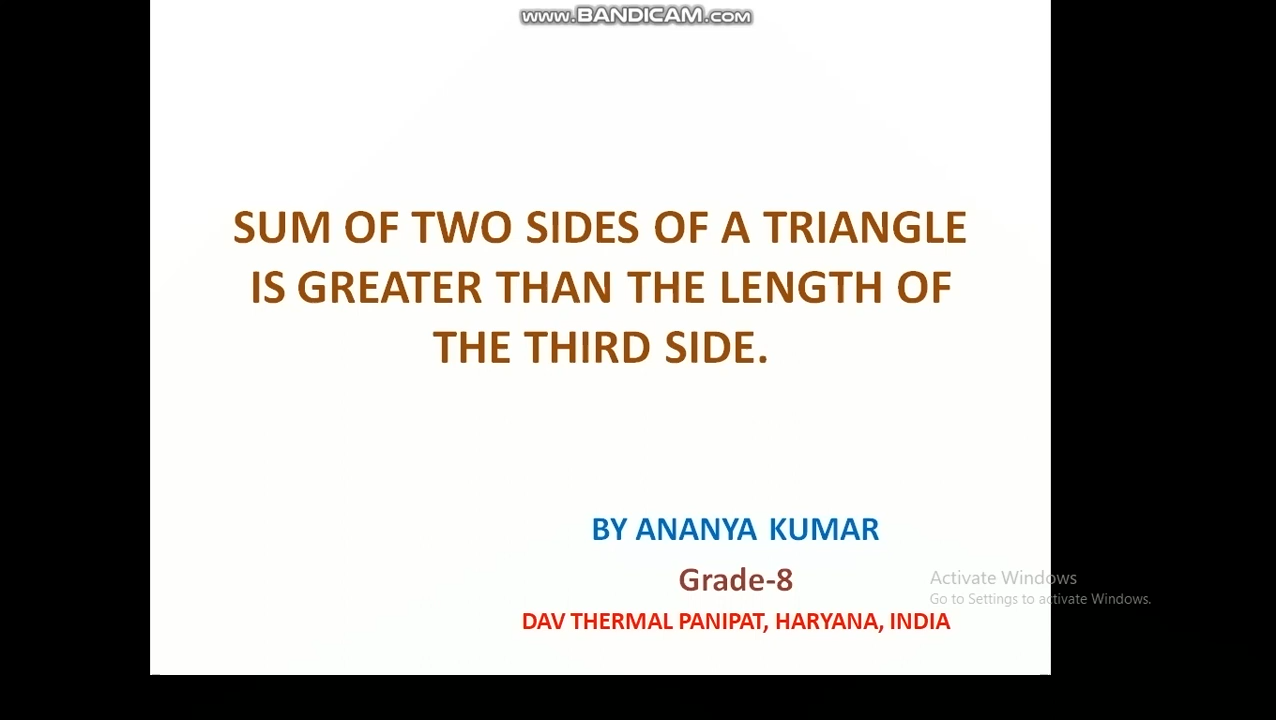 www.BANDICAM.com
SUM OF TWO SIDES OF A TRIANGLE
IS GREATER THAN THE LENGTH OF
THE THIRD SIDE.
BY ANANYA KUMAR
Grade-8
Activate Windows
Go to Settings to activate Windows.
DAV THERMAL PANIPAT, HARYANA, INDIA